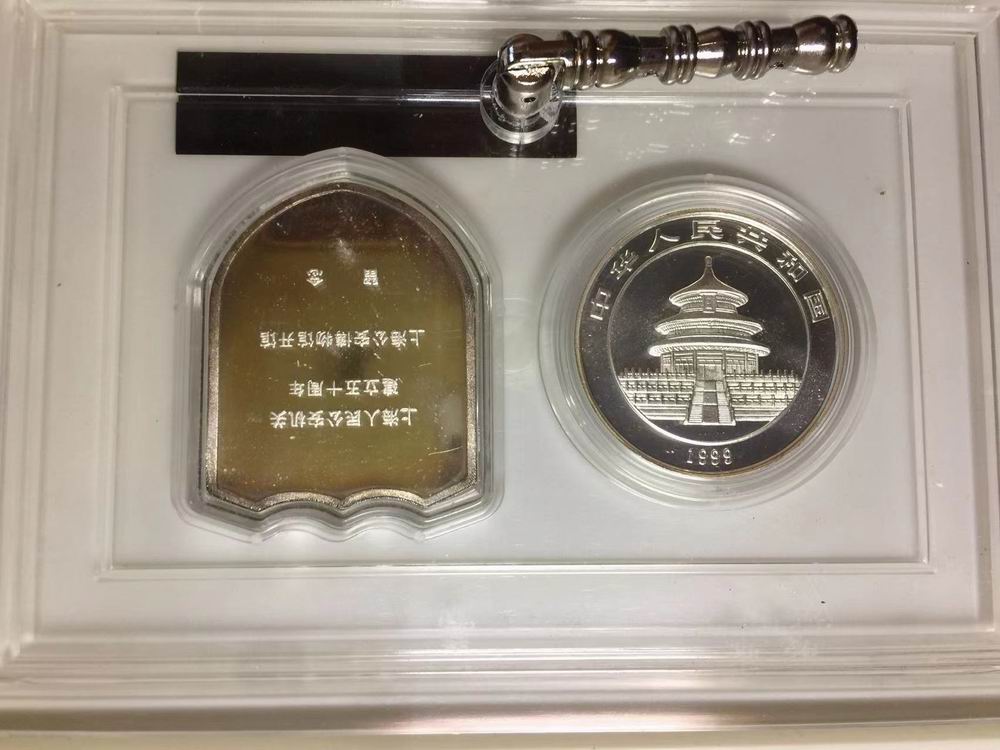 上海人民公安机关
建立五十周年
上海公安博物馆开馆
留念
中华人民共和国
1999